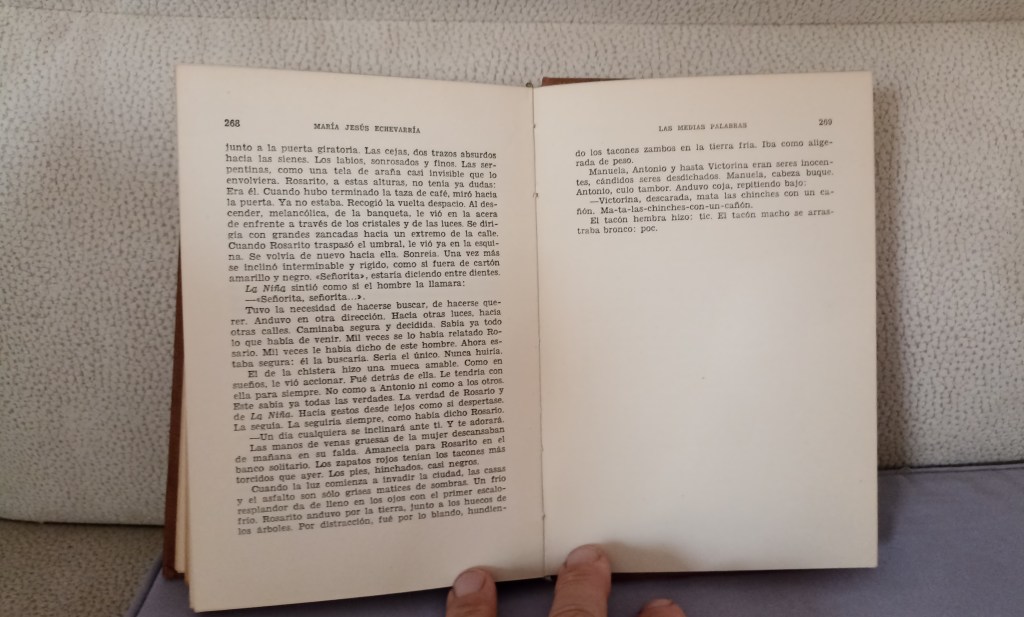 268
MARÍA JESÚS ECHEVARRÍA
junto a la puerta giratoria. Las cejas, dos trazos absurdos
hacia las sienes. Los labios, sonrosados y finos. Las ser-
pentinas, como una tela de araña casi invisible que lo
envolviera. Rosarito, a estas alturas, no tenía ya dudas:
Era él. Cuando hubo terminado la taza de café, miró hacia
la puerta. Ya no estaba. Recogió la vuelta despacio. Al des-
cender, melancólica, de la banqueta, le vió en la acera
de enfrente a través de los cristales y de las luces. Se diri-
gía con grandes zancadas hacia un extremo de la calle.
Cuando Rosarito traspasó el umbral, le vió ya en la esqui-
na. Se volvía de nuevo hacia ella. Sonreía. Una vez más
se inclinó interminable y rígido, como si fuera de cartón
amarillo y negro. «Señorita», estaría diciendo entre dientes.
La Niña sintió como si el hombre la llamara:
—«Señorita, señorita...».
Tuvo la necesidad de hacerse buscar, de hacerse que-
rer. Anduvo en otra dirección. Hacia otras luces, hacia
otras calles. Caminaba segura y decidida. Sabía ya todo
lo que había de venir. Mil veces se lo había relatado Ro-
sario. Mil veces le había dicho de este hombre. Ahora es-
taba segura: él la buscaría. Sería el único. Nunca huiría.
El de la chistera hizo una mueca amable. Como en
sueños, le vió accionar. Fué detrás de ella. Le tendría con
ella para siempre. No como a Antonio ni como a los otros.
Este sabía ya todas las verdades. La verdad de Rosario y
de La Niña. Hacía gestos desde lejos como si despertase.
La seguía. La seguiría siempre, como había dicho Rosario.
—Un día cualquiera se inclinará ante ti. Y te adorará.
Las manos de venas gruesas de la mujer descansaban
de mañana en su falda. Amanecía para Rosarito en el
banco solitario. Los zapatos rojos tenían los tacones más
torcidos que ayer. Los pies, hinchados, casi negros.
Cuando la luz comienza a invadir la ciudad, las casas
y el asfalto son sólo grises matices de sombras. Un frío
resplandor da de lleno en los ojos con el primer escalo-
frío. Rosarito anduvo por la tierra, junto a los huecos de
los árboles. Por distracción, fué por lo blando, hundien-
LAS MEDIAS PALABRAS
269
do los tacones zambos en la tierra fría. Iba como alige-
rada de peso.
Manuela, Antonio y hasta Victorina eran seres inocen-
tes, cándidos seres desdichados. Manuela, cabeza buque.
Antonio, culo tambor. Anduvo coja, repitiendo bajo:
—Victorina, descarada, mata las chinches con un ca-
ñón. Ma-ta-las-chinches-con-un-cañón.
El tacón hembra hizo: tic. El tacón macho se arras-
traba bronco: poc.